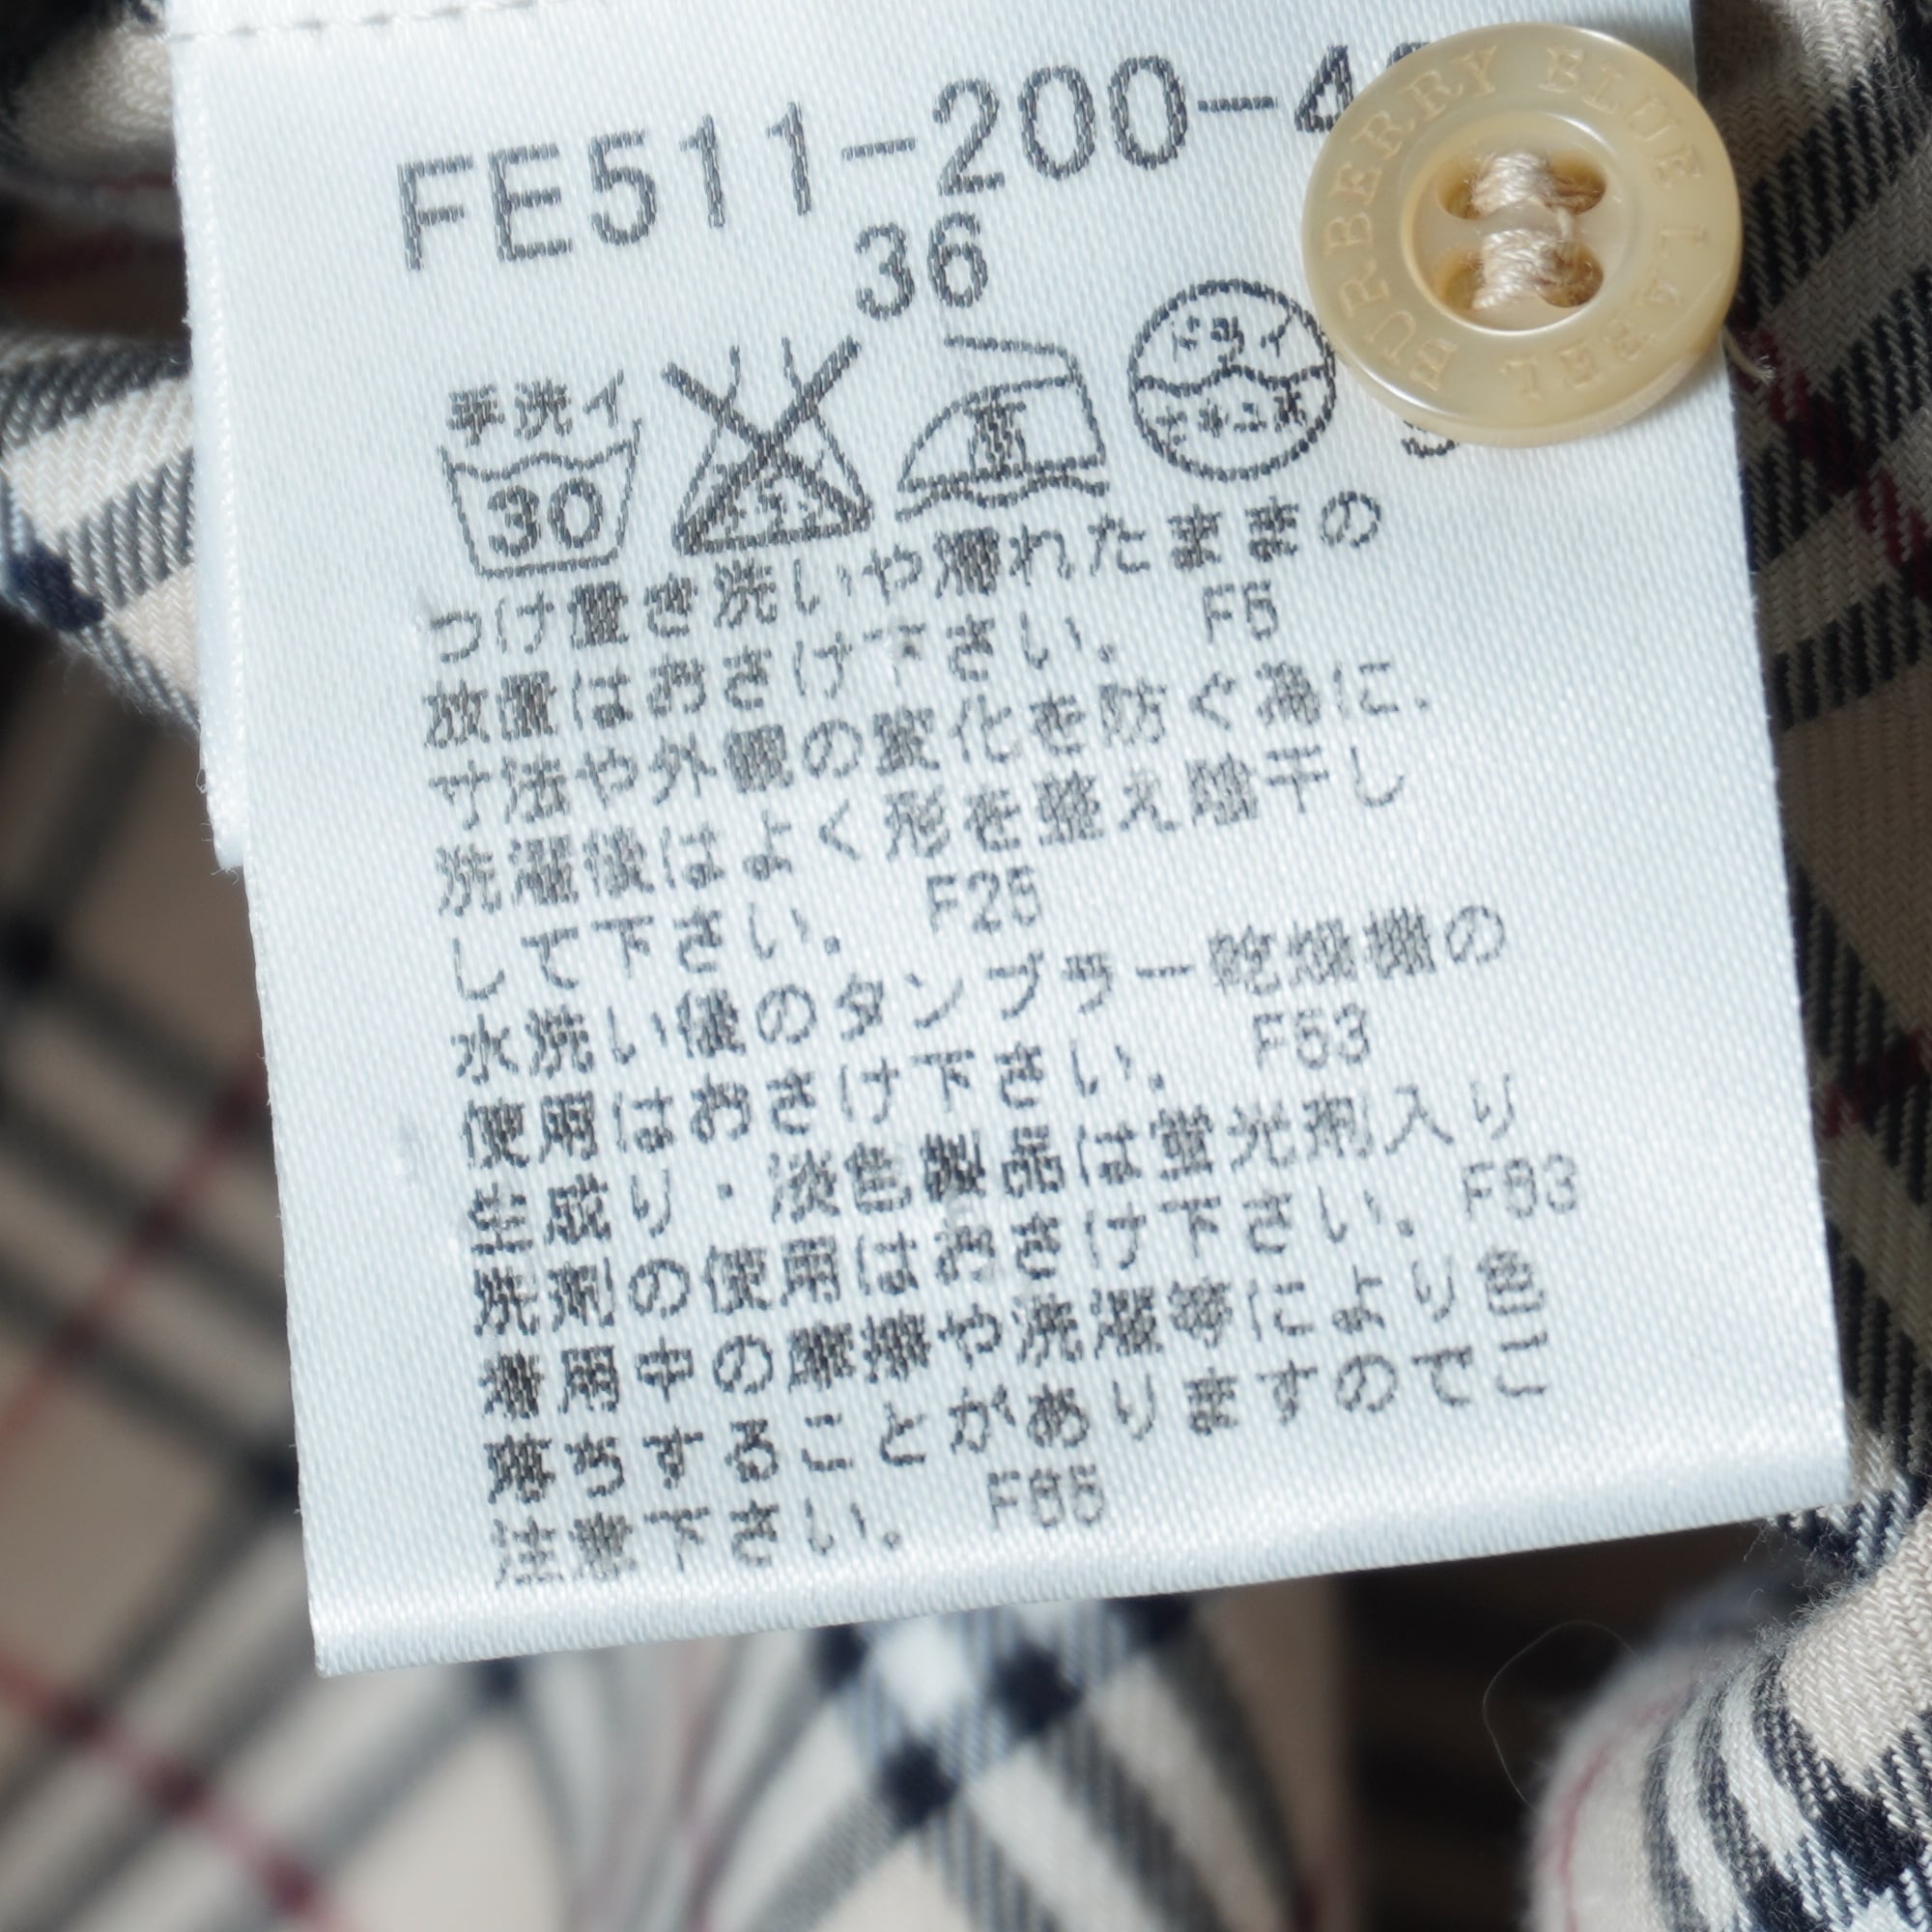 FE511-200-4
36
手洗イ
30
ドライ
セキユ系
つけ置き洗いや濡れたままの
放置はおさけ下さい。 F5
寸法や外観の変化を防ぐ為に、
洗濯後はよく形を整え陰干し
して下さい。 F25
水洗い後のタンブラー乾燥機の
使用はおさけ下さい。 F53
生成り・淡色製品は蛍光剤入り
洗剤の使用はおさけ下さい。 F63
着用中の摩擦や洗濯等により色
落ちすることがありますのでご
注意下さい。 F65
BURBERRY BLUE LABEL